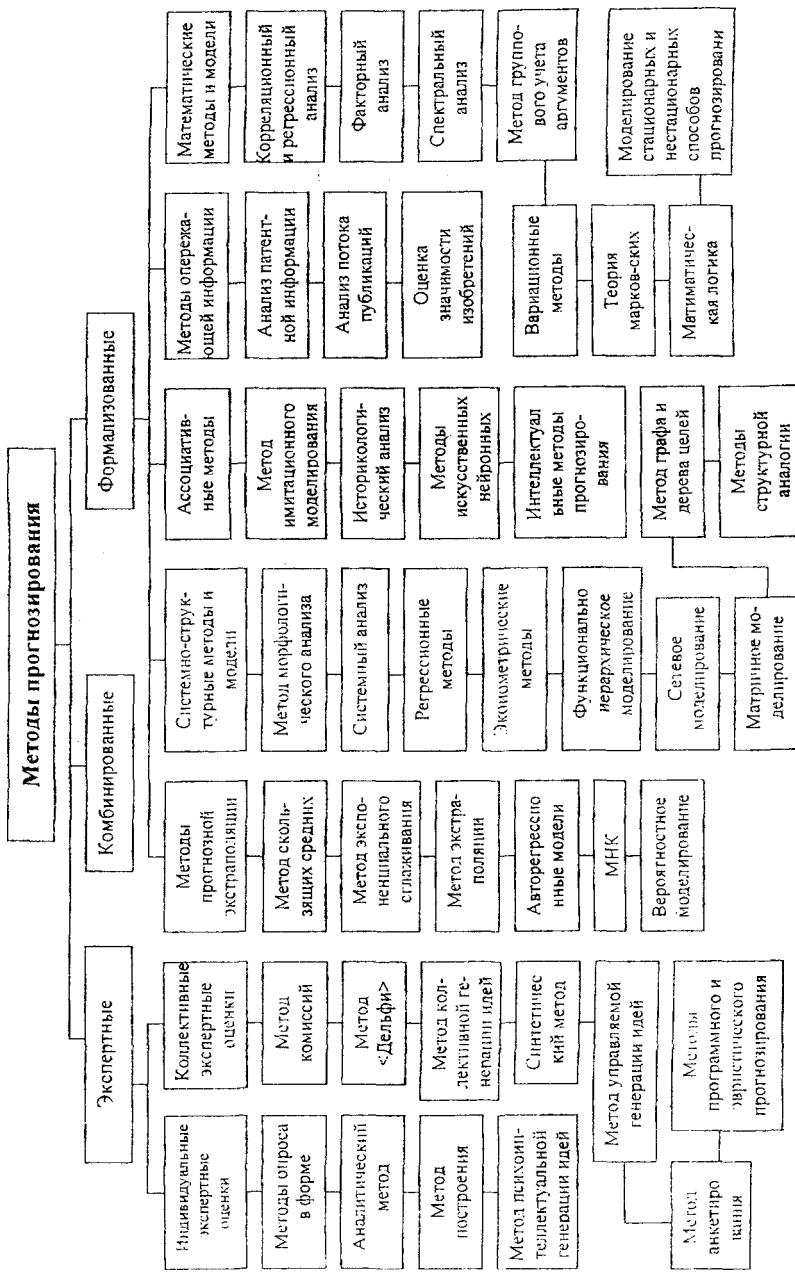 Методы прогнозирования
Экспертные
Комбинированные
Формализованные
Индивидуальные
экспертные
оценки
Методы опроса
в форме
Аналитический
метод
Метод
построения
Метод психоин-
теллектуальной
генерации идей
Коллективные
экспертные
оценки
Метод
комиссий
Метод
<Дельфи>
Метод кол-
лективной ге-
нерации идей
Синтетичес
кий метод
Метод управляемой
генерации идей
Метод
анкетиро
вания
Методы
программного и
эвристического
прогнозирования
Методы
прогнозной
экстраполяции
Метод сколь-
зящих средних
Метод экспо-
ненциального
сглаживания
Метод экстра-
поляции
Авторегрессио
нные модели
МНК
Вероятностное
моделирование
Системно-струк-
турные методы и
модели
Метод морфологи-
ческого анализа
Системный анализ
Регрессионные
методы
Эконометрические
методы
Функционально
иерархическое
моделирование
Сетевое
моделирование
Матричное мо-
делирование
Ассоциатив-
ные методы
Метод
имитационного
моделирования
Историкологи-
ческий анализ
Методы
искусственных
нейронных
Интеллектуал
ьные методы
прогнозиро-
вания
Метод графа и
дерева целей
Методы
структурной
аналогии
Методы опережа-
ющей информации
Анализ патент-
ной информации
Анализ потока
публикаций
Оценка
значимости
изобретений
Математические
методы и модели
Корреляционный
и регрессионный
анализ
Факторный
анализ
Спектральный
анализ
Метод группо-
вого учета
аргументов
Вариационные
методы
Теория
марков-ских
Матиматичес-
кая логика
Моделирование
стационарных и
нестационарных
способов
прогнозировани